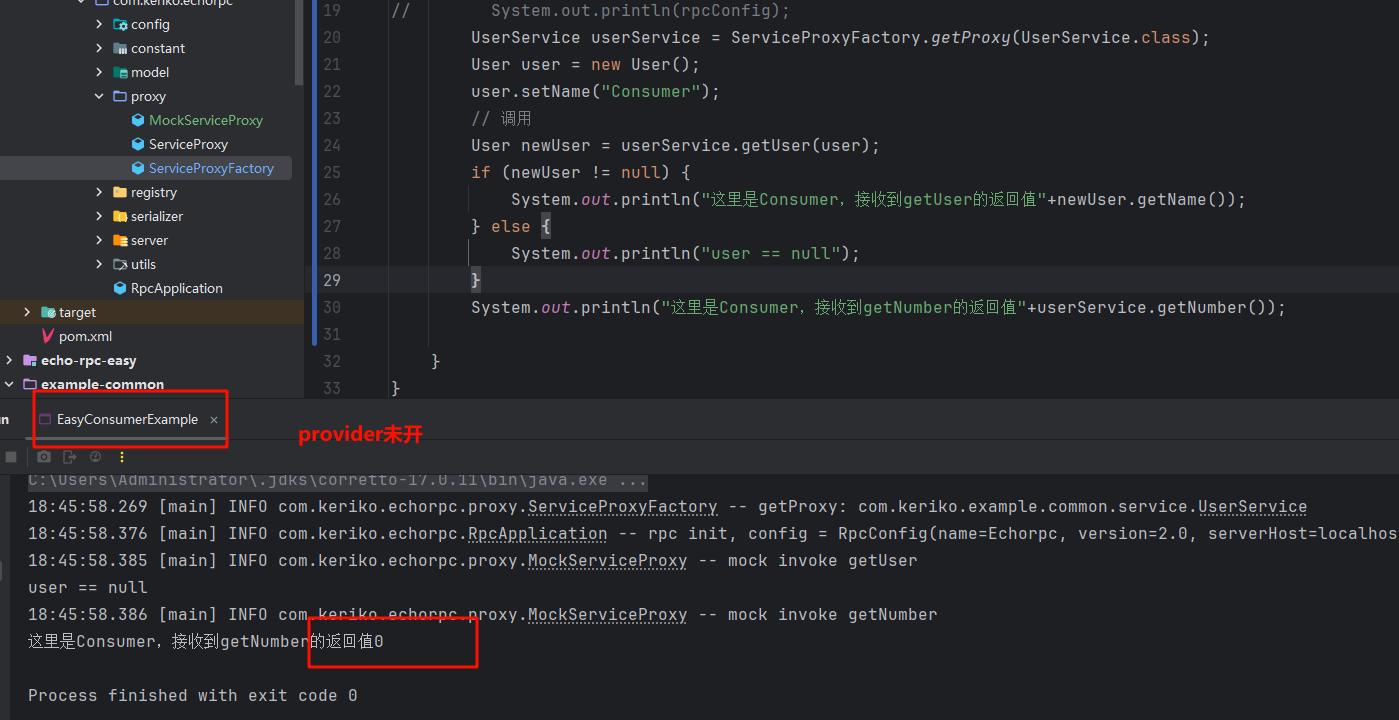 com.keriko.echorpc
config
constant
model
proxy
MockServiceProxy
ServiceProxy
ServiceProxyFactory
registry
serializer
server
utils
RpcApplication
target
pom.xml
echo-rpc-easy
example-common
19 // System.out.println(rpcConfig);
20 UserService userService = ServiceProxyFactory.getProxy(UserService.class);
21 User user = new User();
22 user.setName("Consumer");
23 // 调用
24 User newUser = userService.getUser(user);
25 if (newUser != null) {
26 System.out.println("这里是Consumer，接收到getUser的返回值"+newUser.getName());
27 } else {
28 System.out.println("user == null");
29 }
30 System.out.println("这里是Consumer，接收到getNumber的返回值"+userService.getNumber());
31
32 }
33 }
EasyConsumerExample ×
provider未开
C:\Users\Administrator\.jdks\corretto-17.0.11\bin\java.exe ...
18:45:58.269 [main] INFO com.keriko.echorpc.proxy.ServiceProxyFactory -- getProxy: com.keriko.example.common.service.UserService
18:45:58.376 [main] INFO com.keriko.echorpc.RpcApplication -- rpc init, config = RpcConfig(name=Echorpc, version=2.0, serverHost=localhos
18:45:58.385 [main] INFO com.keriko.echorpc.proxy.MockServiceProxy -- mock invoke getUser
user == null
18:45:58.386 [main] INFO com.keriko.echorpc.proxy.MockServiceProxy -- mock invoke getNumber
这里是Consumer，接收到getNumber的返回值0
Process finished with exit code 0